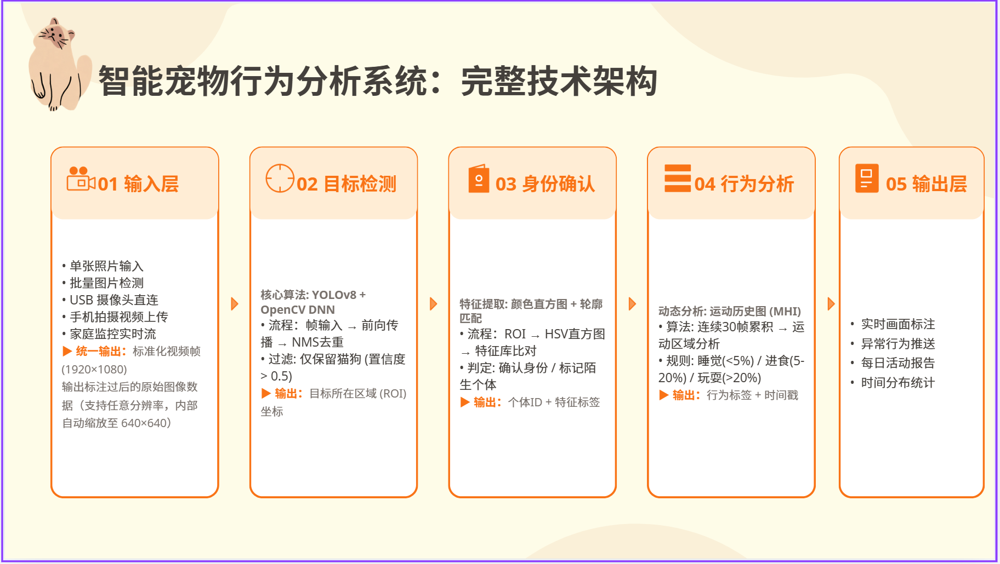 智能宠物行为分析系统：完整技术架构
01 输入层
• 单张照片输入
• 批量图片检测
• USB 摄像头直连
• 手机拍摄视频上传
• 家庭监控实时流
▶ 统一输出：标准化视频帧
(1920×1080)
输出标注过后的原始图像数
据（支持任意分辨率，内部
自动缩放至 640×640）
02 目标检测
核心算法: YOLOv8 +
OpenCV DNN
• 流程：帧输入 → 前向传
播 → NMS去重
• 过滤: 仅保留猫狗 (置信度
> 0.5)
▶ 输出：目标所在区域 (ROI)
坐标
03 身份确认
特征提取: 颜色直方图 + 轮廓
匹配
• 流程：ROI → HSV直方图
→ 特征库比对
• 判定: 确认身份 / 标记陌
生个体
▶ 输出：个体ID + 特征标签
04 行为分析
动态分析: 运动历史图 (MHI)
• 算法: 连续30帧累积 → 运
动区域分析
• 规则: 睡觉(<5%) / 进食(5-
20%) / 玩耍(>20%)
▶ 输出：行为标签 + 时间戳
05 输出层
• 实时画面标注
• 异常行为推送
• 每日活动报告
• 时间分布统计